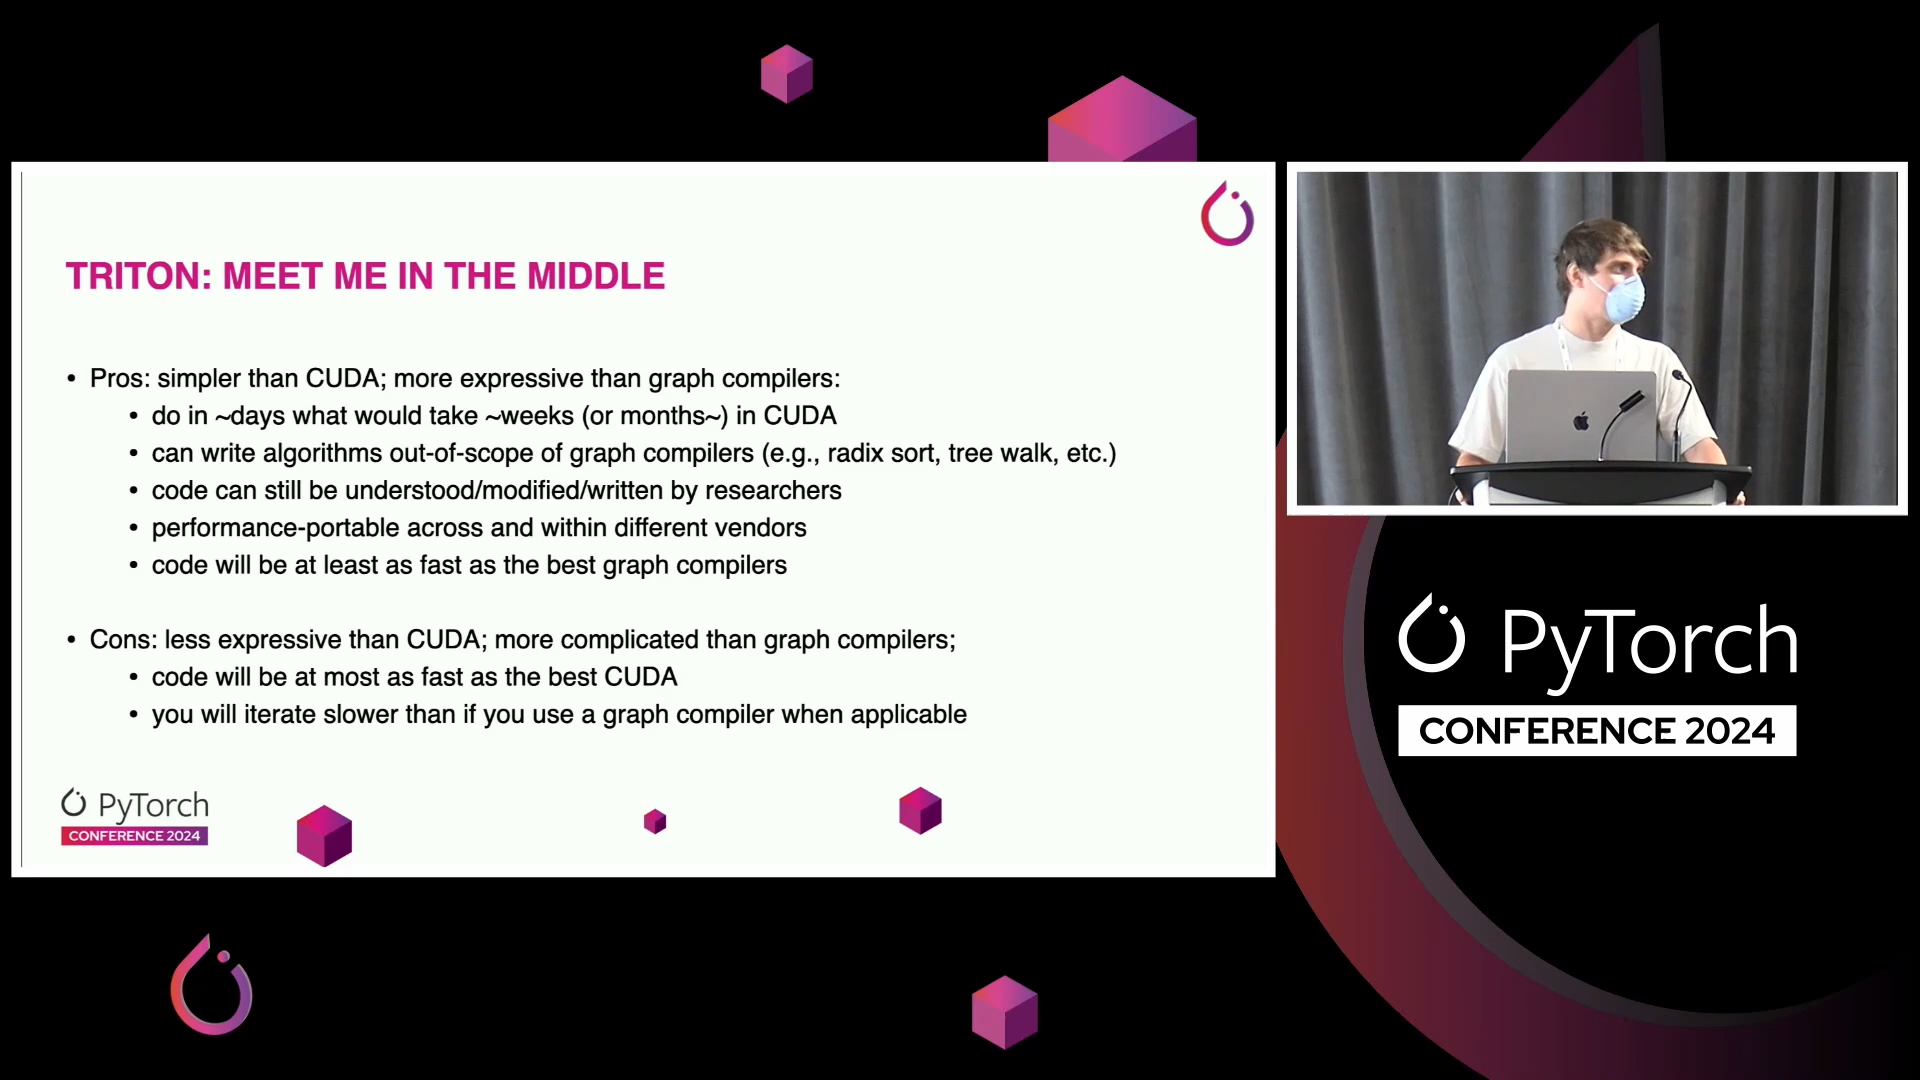 TRITON: MEET ME IN THE MIDDLE
• Pros: simpler than CUDA; more expressive than graph compilers:
• do in ~days what would take ~weeks (or months~) in CUDA
• can write algorithms out-of-scope of graph compilers (e.g., radix sort, tree walk, etc.)
• code can still be understood/modified/written by researchers
• performance-portable across and within different vendors
• code will be at least as fast as the best graph compilers
• Cons: less expressive than CUDA; more complicated than graph compilers;
• code will be at most as fast as the best CUDA
• you will iterate slower than if you use a graph compiler when applicable
PyTorch
CONFERENCE 2024
PyTorch
CONFERENCE 2024